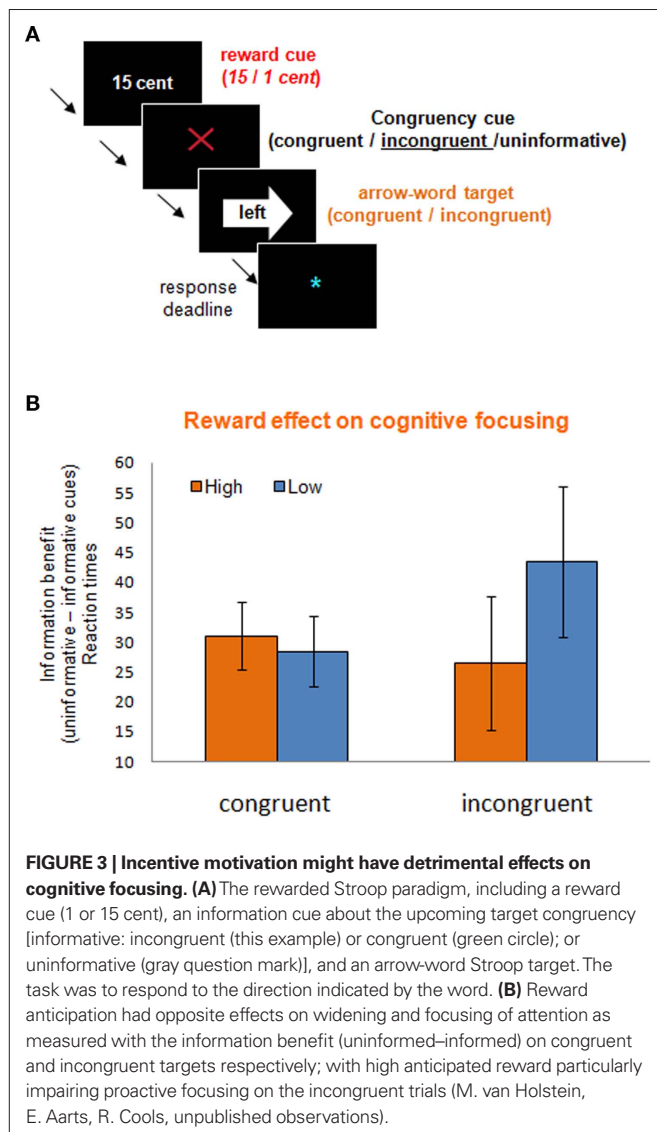 A
15 cent
reward cue
(15 / 1 cent)
Congruency cue
(congruent / incongruent /uninformative)
left
arrow-word target
(congruent / incongruent)
response
deadline
*
B
Reward effect on cognitive focusing
Information benefit
(uninformative – informative cues)
Reaction times
60
55
50
45
40
35
30
25
20
15
10
High Low
congruent incongruent
FIGURE 3 | Incentive motivation might have detrimental effects on
cognitive focusing. (A) The rewarded Stroop paradigm, including a reward
cue (1 or 15 cent), an information cue about the upcoming target congruency
[informative: incongruent (this example) or congruent (green circle); or
uninformative (gray question mark)], and an arrow-word Stroop target. The
task was to respond to the direction indicated by the word. (B) Reward
anticipation had opposite effects on widening and focusing of attention as
measured with the information benefit (uninformed–informed) on congruent
and incongruent targets respectively; with high anticipated reward particularly
impairing proactive focusing on the incongruent trials (M. van Holstein,
E. Aarts, R. Cools, unpublished observations).